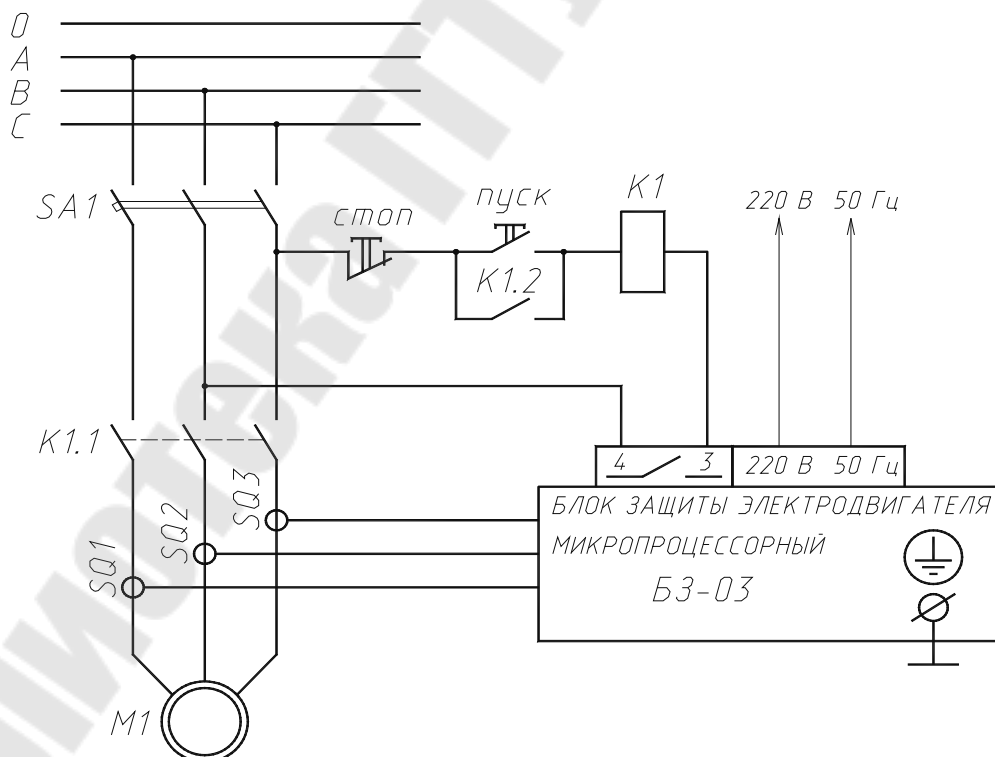 0
A
B
C
SA1
стоп
пуск
K1
220 В 50 Гц
K1.2
K1.1
4 3 220 В 50 Гц
SQ3
SQ2
SQ1
БЛОК ЗАЩИТЫ ЭЛЕКТРОДВИГАТЕЛЯ
МИКРОПРОЦЕССОРНЫЙ
БЗ-03
M1